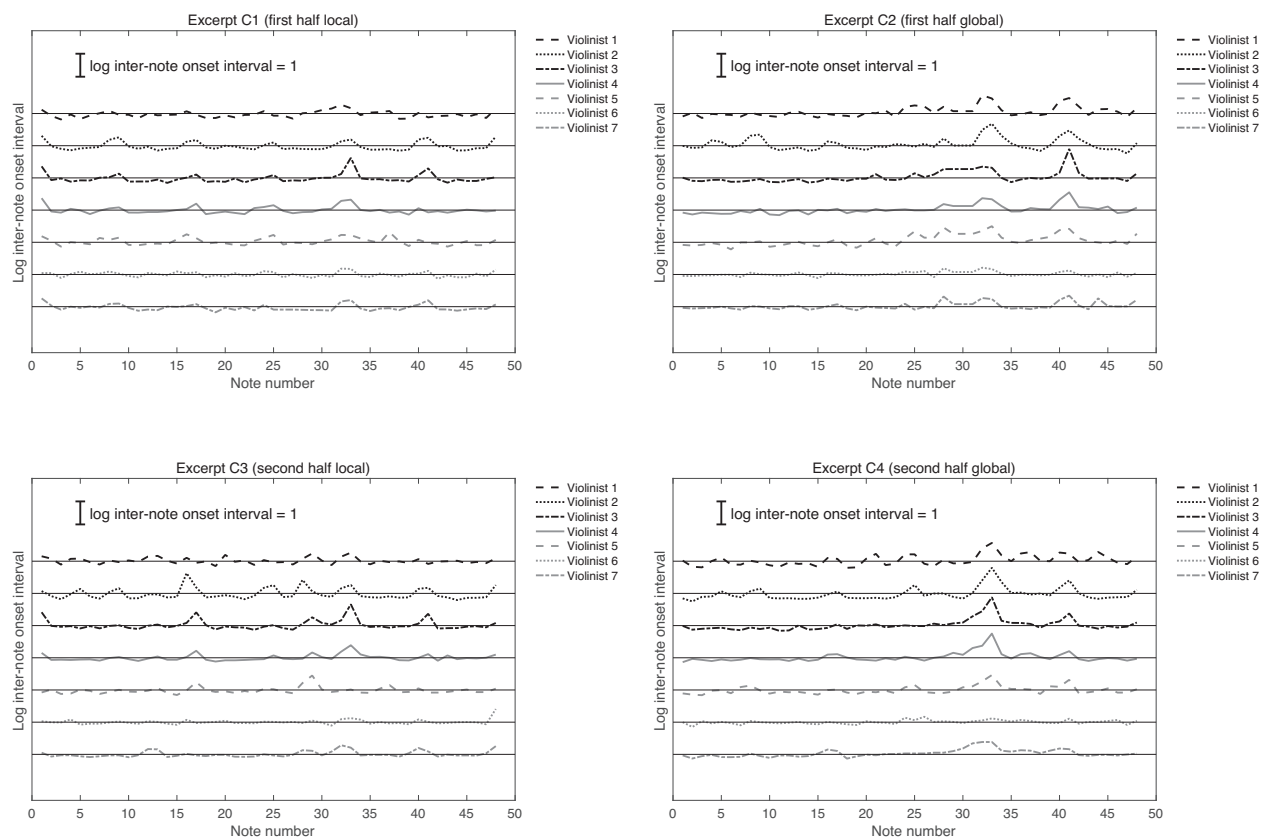 Excerpt C1 (first half local)
log inter-note onset interval = 1
Violinist 1
Violinist 2
Violinist 3
Violinist 4
Violinist 5
Violinist 6
Violinist 7
Log inter-note onset interval
0 5 10 15 20 25 30 35 40 45 50
Note number
Excerpt C2 (first half global)
log inter-note onset interval = 1
Violinist 1
Violinist 2
Violinist 3
Violinist 4
Violinist 5
Violinist 6
Violinist 7
Log inter-note onset interval
0 5 10 15 20 25 30 35 40 45 50
Note number
Excerpt C3 (second half local)
log inter-note onset interval = 1
Violinist 1
Violinist 2
Violinist 3
Violinist 4
Violinist 5
Violinist 6
Violinist 7
Log inter-note onset interval
0 5 10 15 20 25 30 35 40 45 50
Note number
Excerpt C4 (second half global)
log inter-note onset interval = 1
Violinist 1
Violinist 2
Violinist 3
Violinist 4
Violinist 5
Violinist 6
Violinist 7
Log inter-note onset interval
0 5 10 15 20 25 30 35 40 45 50
Note number